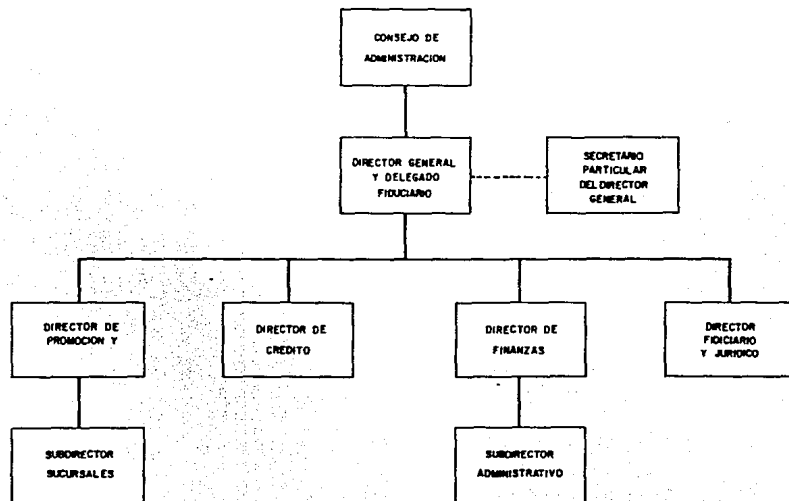 CONSEJO DE
ADMINISTRACION
DIRECTOR GENERAL
Y DELEGADO
FIDUCIARIO
SECRETARIO
PARTICULAR
DEL DIRECTOR
GENERAL
DIRECTOR DE
PROMOCION Y
DIRECTOR DE
CREDITO
DIRECTOR DE
FINANZAS
DIRECTOR
FIDICIARIO
Y JURIDICO
SUBDIRECTOR
SUCURSALES
SUBDIRECTOR
ADMINISTRATIVO